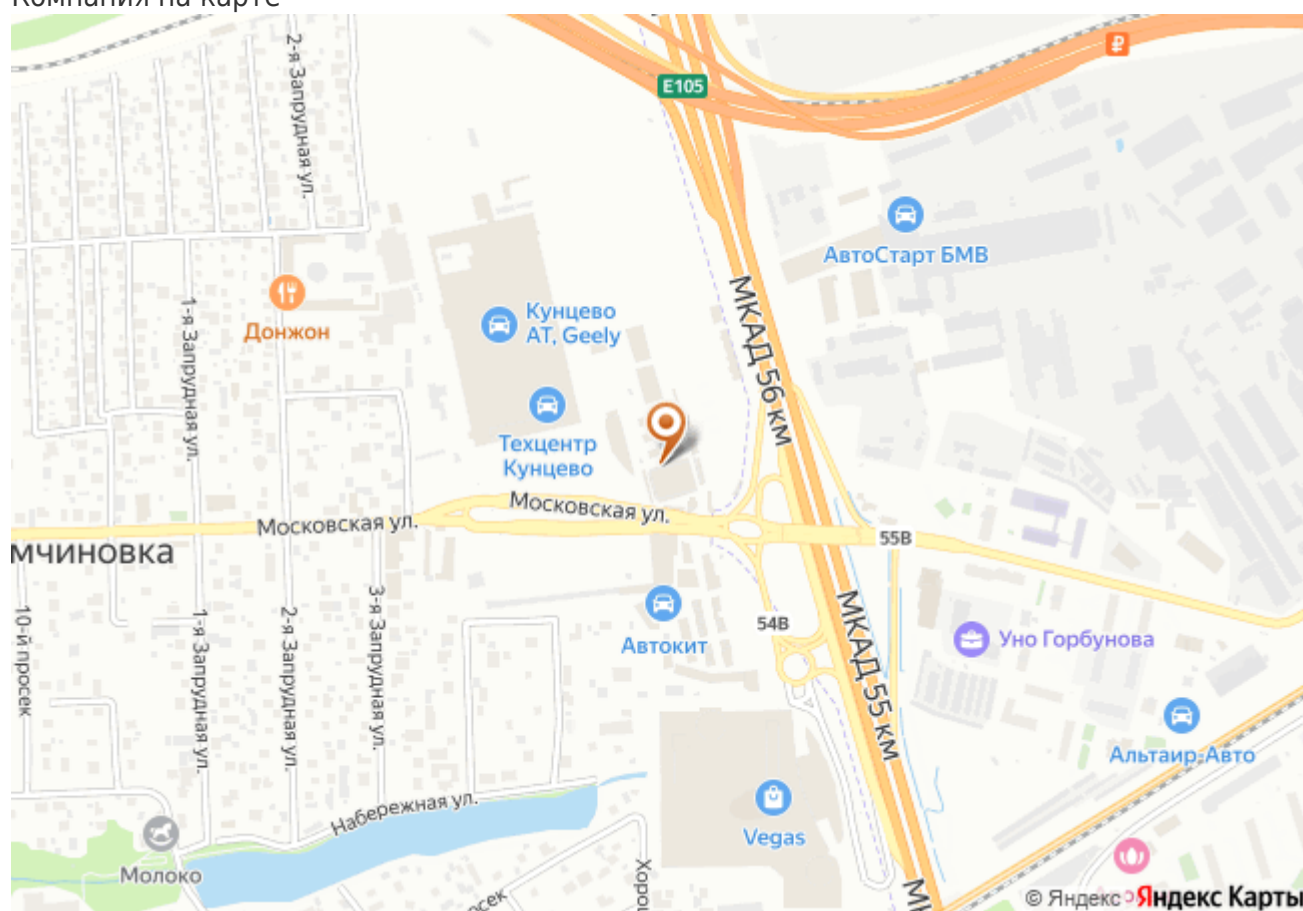 Компания на карте
2-я Запрудная ул.
E105
₽
АвтоСтарт БМВ
Кунцево
АТ, Geely
Донжон
1-я Запрудная ул.
МКАД 56 км
Техцентр
Кунцево
Московская ул.
Московская ул.
55В
мчиновка
10-й просек
1-я Запрудная ул.
2-я Запрудная ул.
3-я Запрудная ул.
Автокит
54В
МКАД 55 км
Уно Горбунова
Альтаир-Авто
Набережная ул.
Vegas
Молоко
Хорош
сек
М
© Яндекс
Яндекс Карты